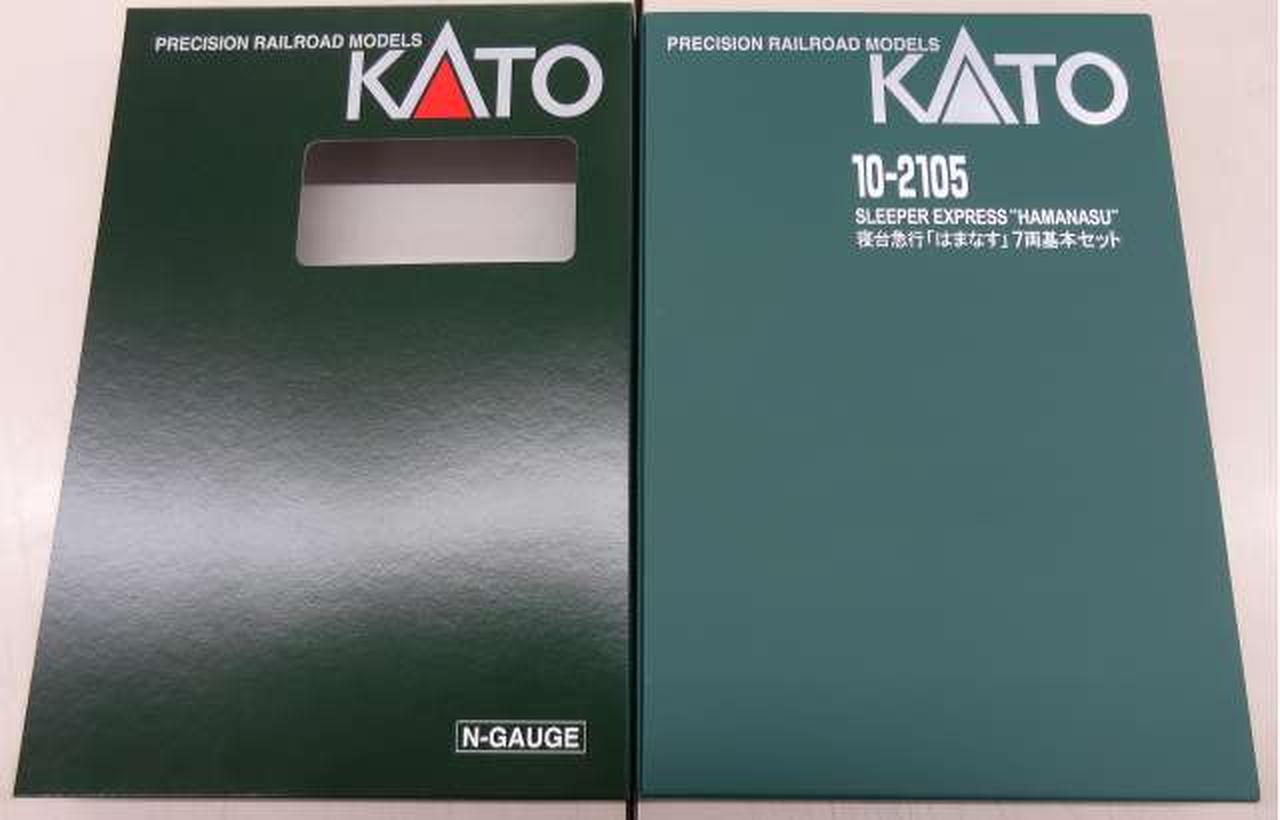 PRECISION RAILROAD MODELS
KATO
N-GAUGE
PRECISION RAILROAD MODELS
KATO
10-2105
SLEEPER EXPRESS "HAMANASU"
寝台急行「はまなす」7両基本セット